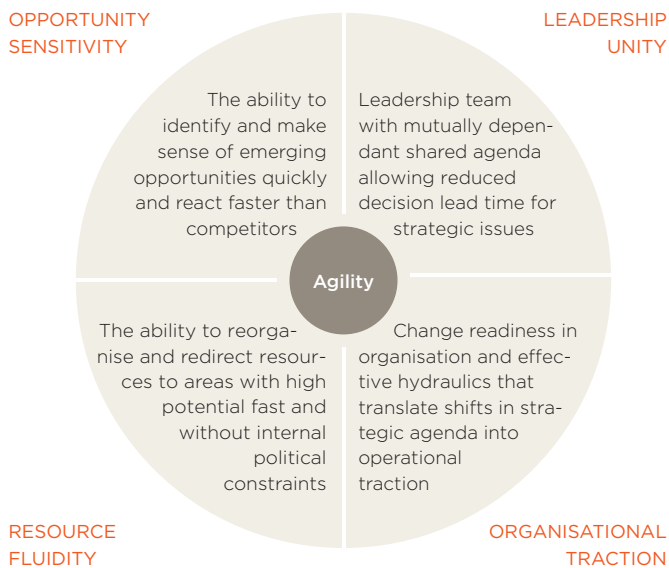 OPPORTUNITY
SENSITIVITY
LEADERSHIP
UNITY
The ability to
identify and make
sense of emerging
opportunities quickly
and react faster than
competitors
Leadership team
with mutually depen-
dant shared agenda
allowing reduced
decision lead time for
strategic issues
Agility
The ability to reorga-
nise and redirect resour-
ces to areas with high
potential fast and
without internal
political
constraints
Change readiness in
organisation and effec-
tive hydraulics that
translate shifts in stra-
tegic agenda into
operational
traction
RESOURCE
FLUIDITY
ORGANISATIONAL
TRACTION